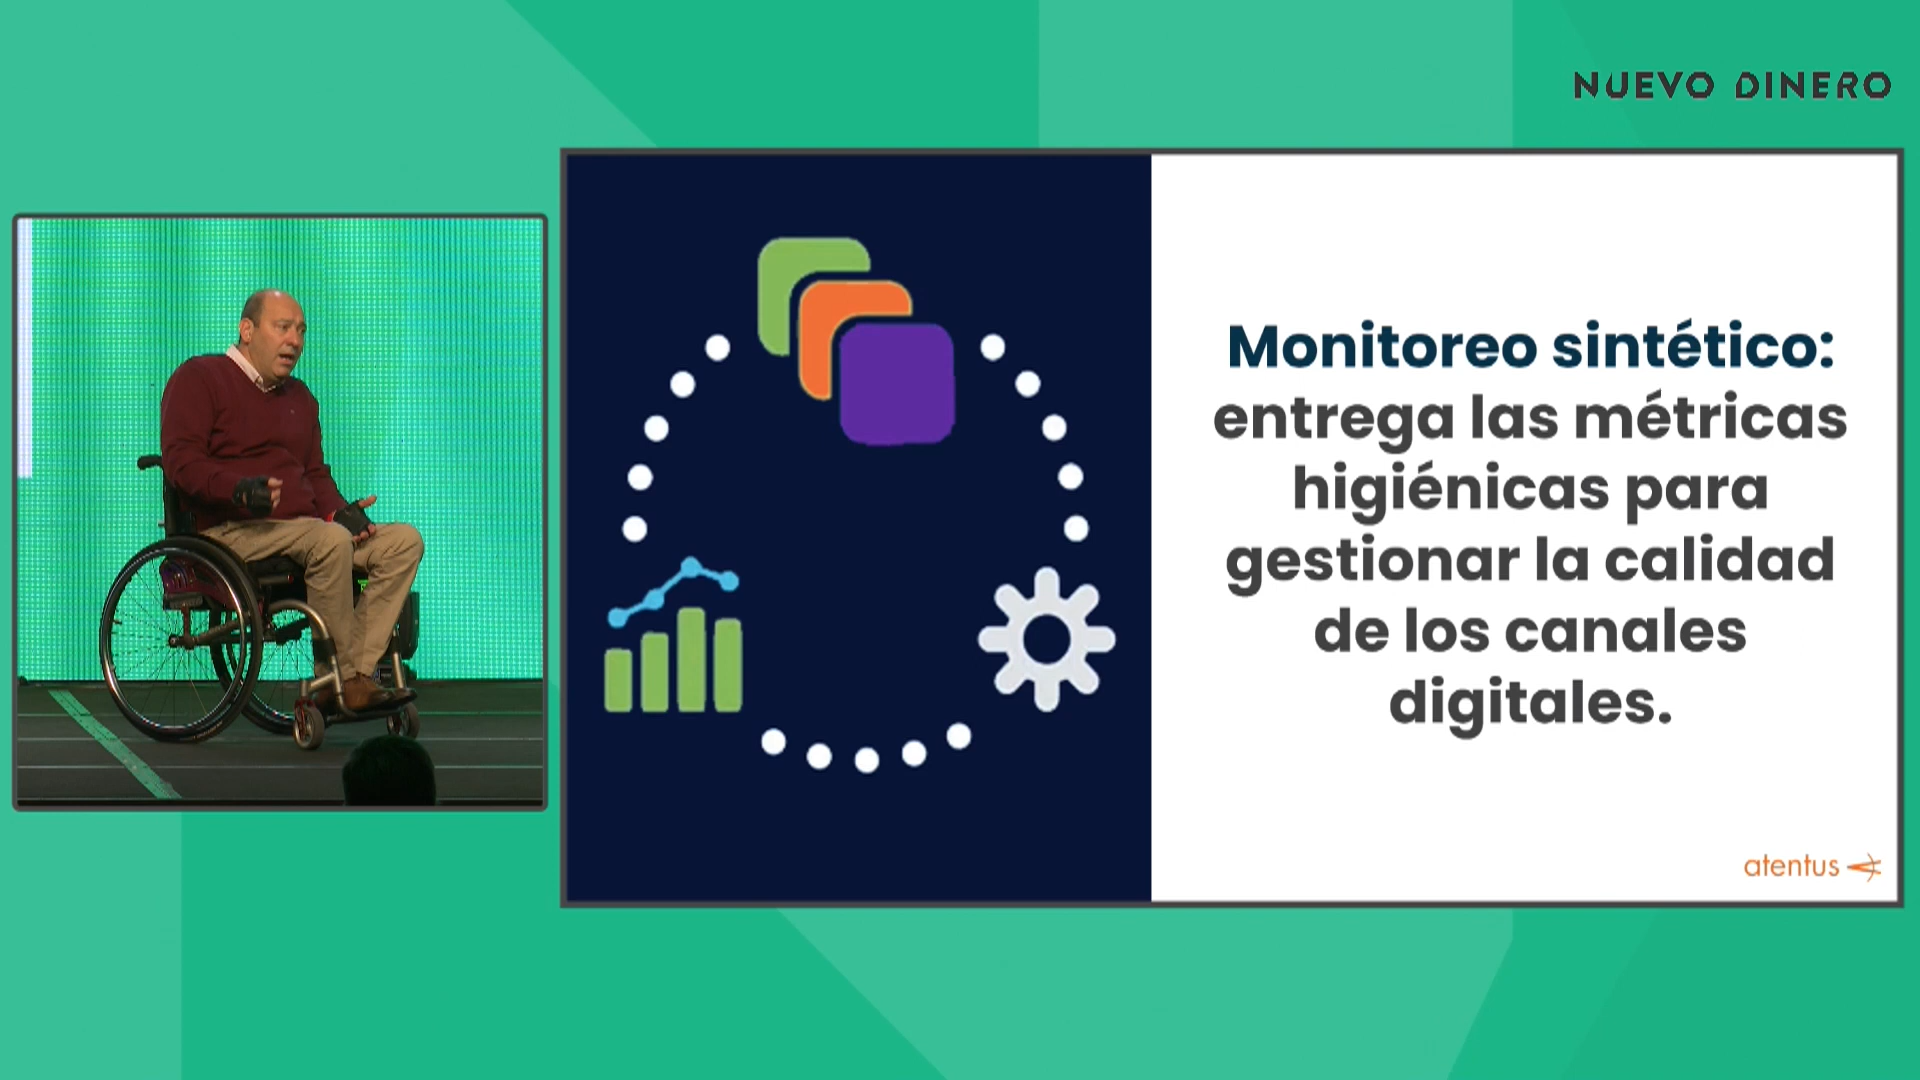 NUEVO DINERO
Monitoreo sintético:
entrega las métricas
higiénicas para
gestionar la calidad
de los canales
digitales.
atentus